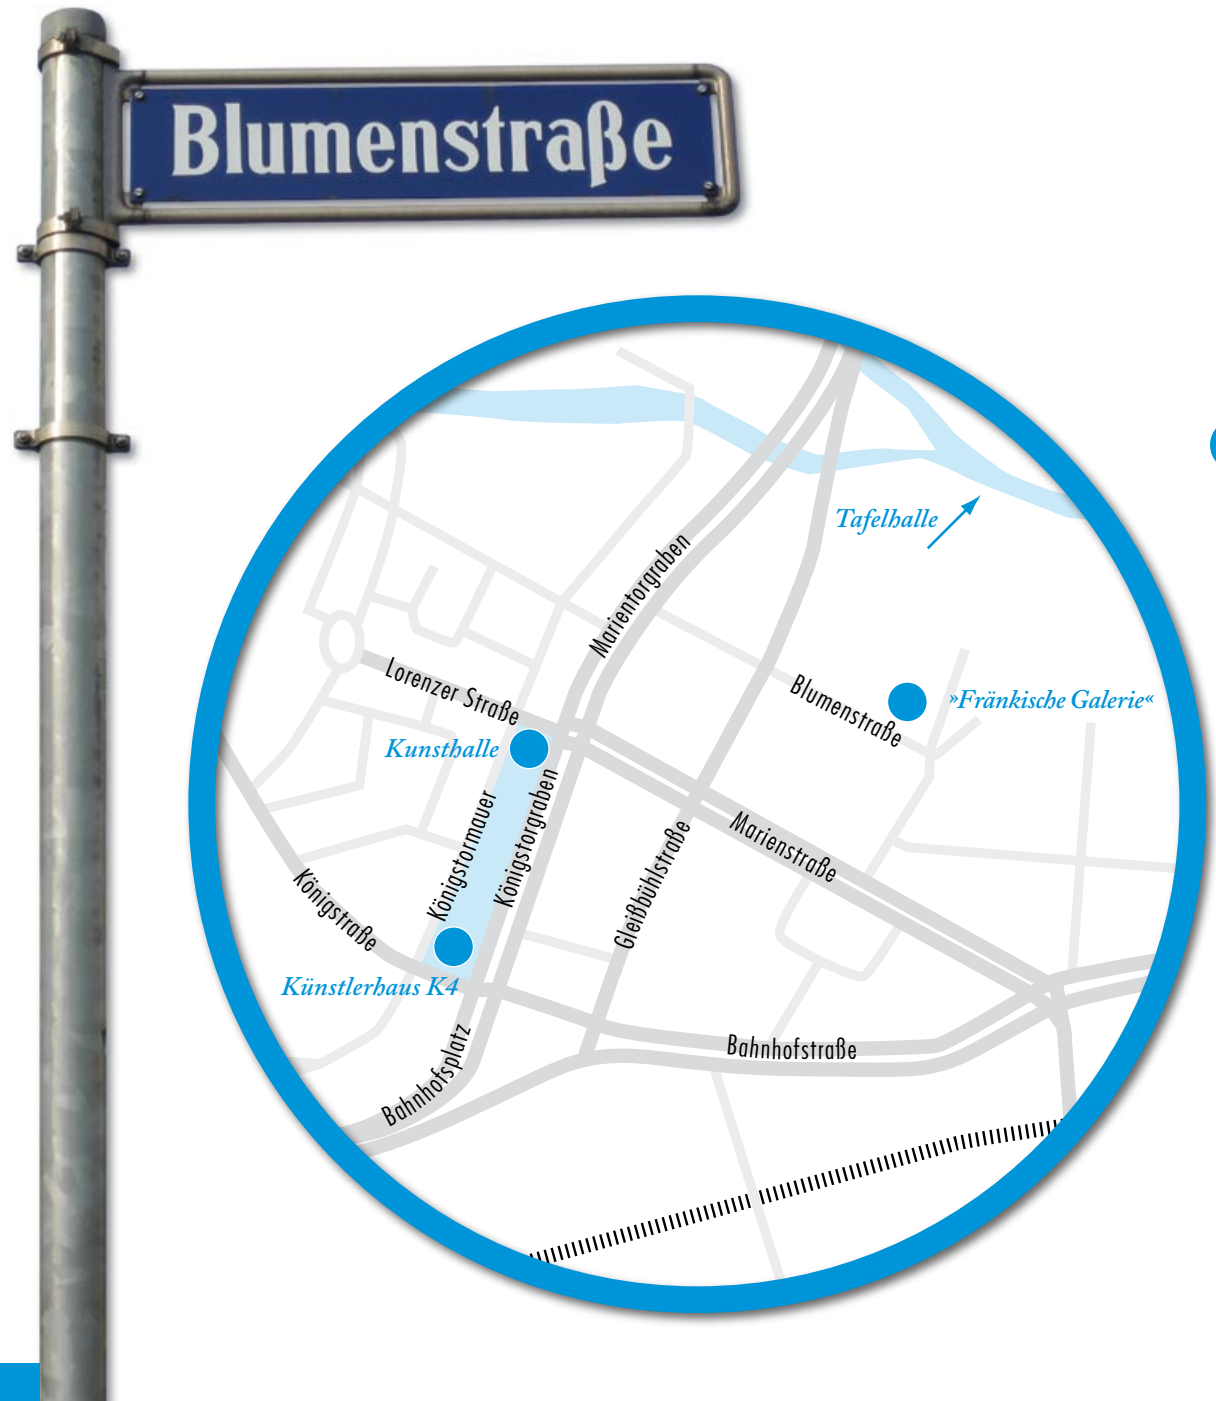 Blumenstraße
Tafelhalle
Marientorgraben
Lorenzer Straße
Blumenstraße
»Fränkische Galerie«
Kunsthalle
Königstormauer
Königstorgraben
Marienstraße
Gleißbühlstraße
Königstraße
Künstlerhaus K4
Bahnhofstraße
Bahnhofsplatz